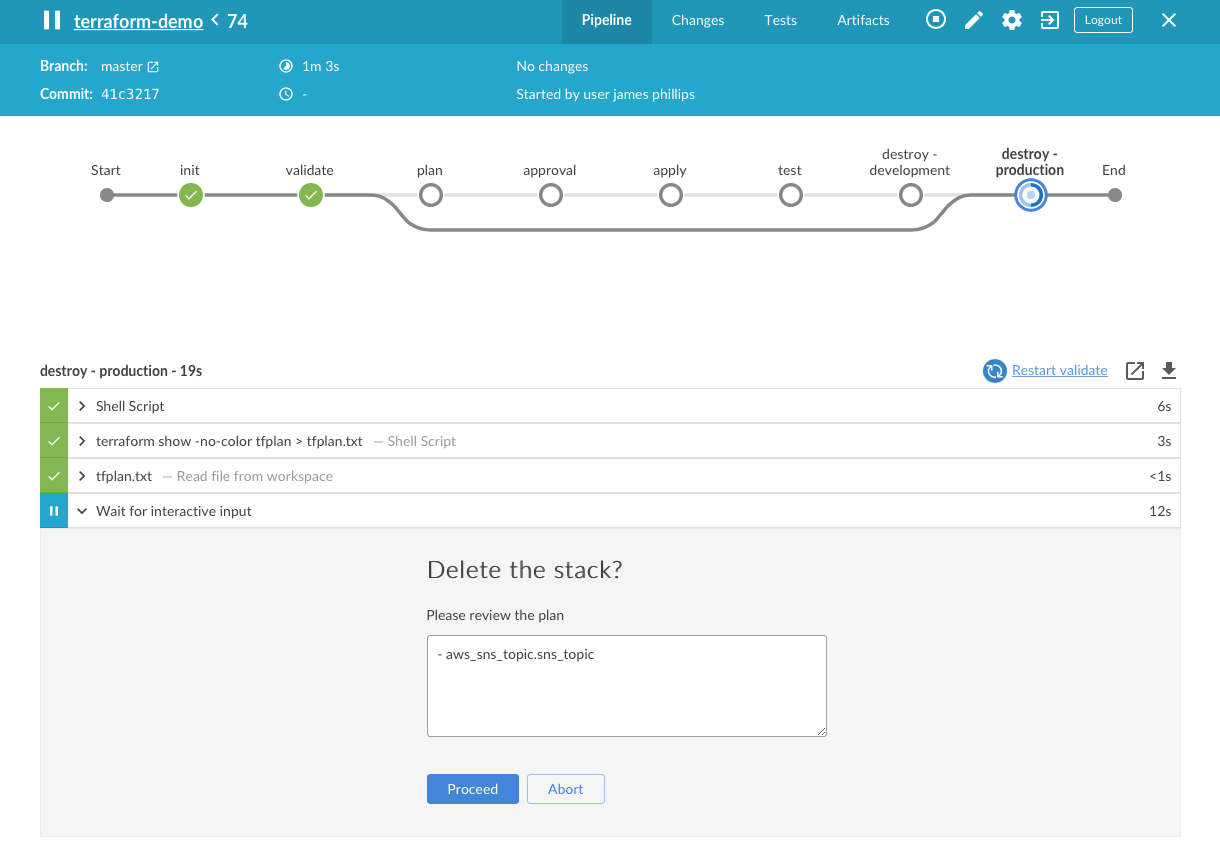 terraform-demo < 74
Pipeline
Changes
Tests
Artifacts
Logout
Branch: master
1m 3s
No changes
Commit: 41c3217
-
Started by user james phillips
Start
init
validate
plan
approval
apply
test
destroy -
development
destroy -
production
End
destroy - production - 19s
Restart validate
Shell Script
6s
terraform show -no-color tfplan > tfplan.txt — Shell Script
3s
tfplan.txt — Read file from workspace
<1s
Wait for interactive input
12s
Delete the stack?
Please review the plan
- aws_sns_topic.sns_topic
Proceed
Abort